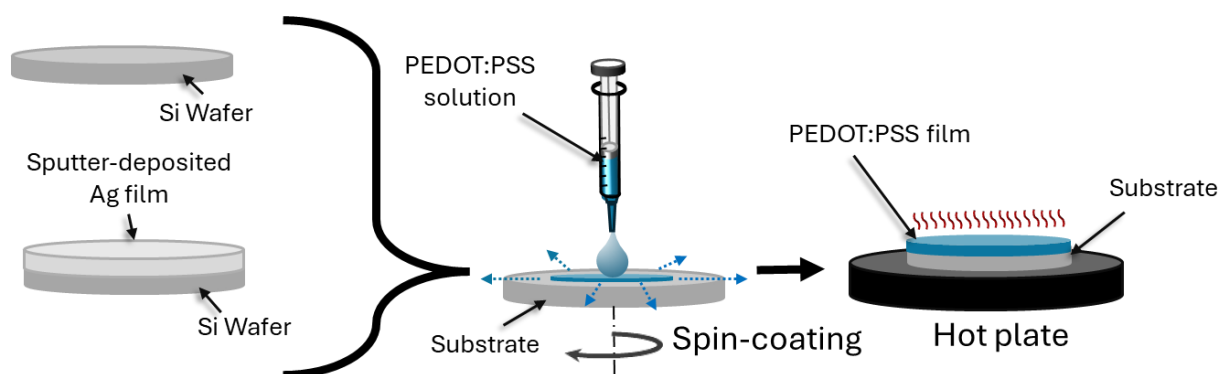 Si Wafer
Sputter-deposited
Ag film
Si Wafer
PEDOT:PSS
solution
Substrate
Spin-coating
PEDOT:PSS film
Substrate
Hot plate